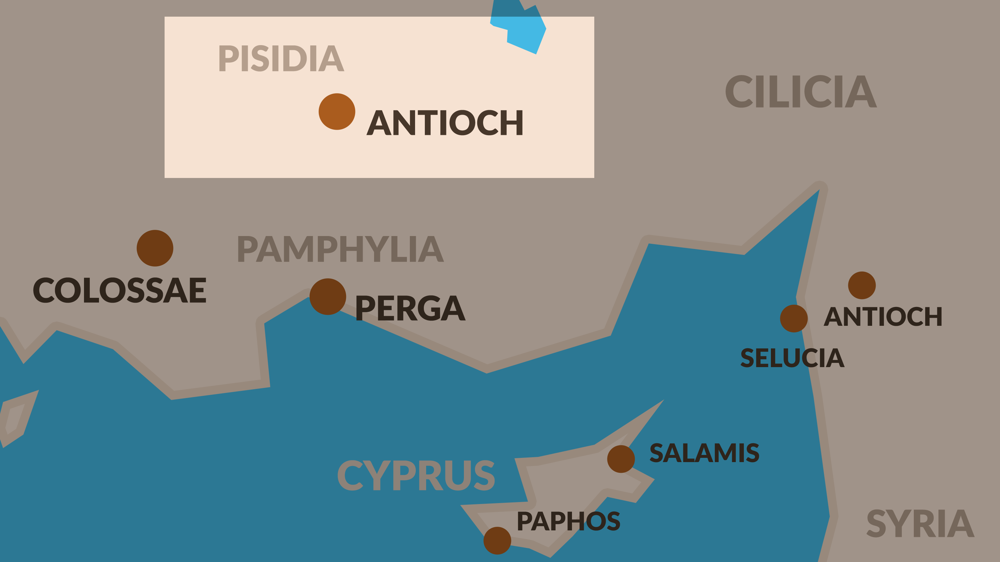 PISIDIA
CILICIA
ANTIOCH
PAMPHYLIA
COLOSSAE
PERGA
ANTIOCH
SELUCIA
SALAMIS
CYPRUS
PAPHOS
SYRIA